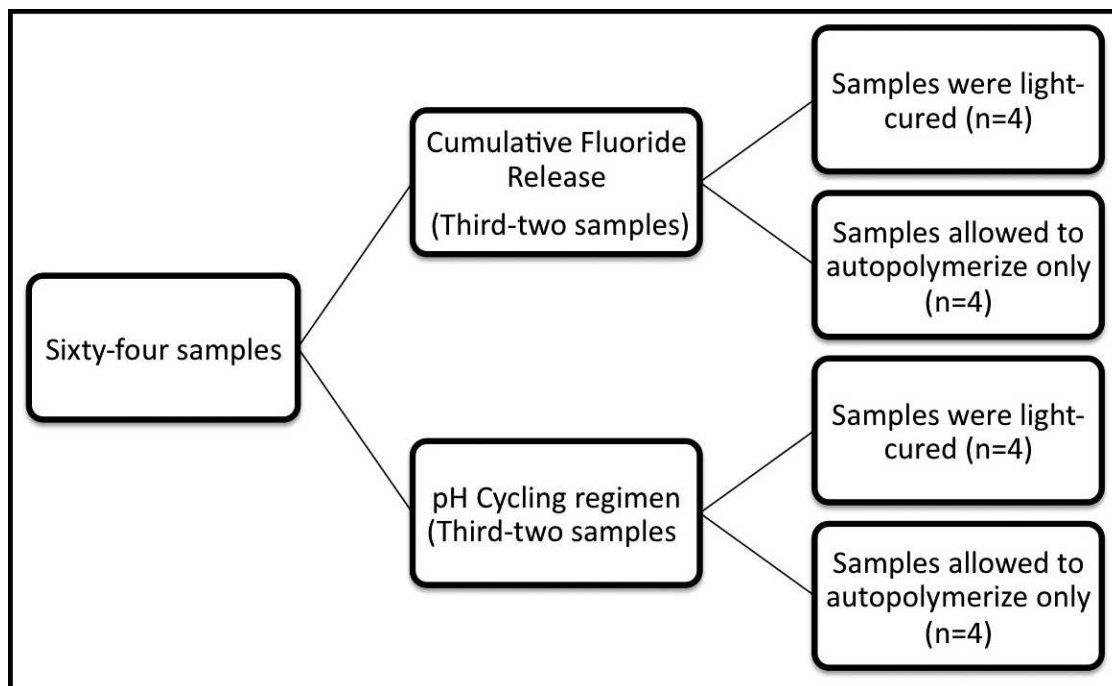 Sixty-four samples
Cumulative Fluoride
Release
(Third-two samples)
pH Cycling regimen
(Third-two samples
Samples were light-
cured (n=4)
Samples allowed to
autopolymerize only
(n=4)
Samples were light-
cured (n=4)
Samples allowed to
autopolymerize only
(n=4)